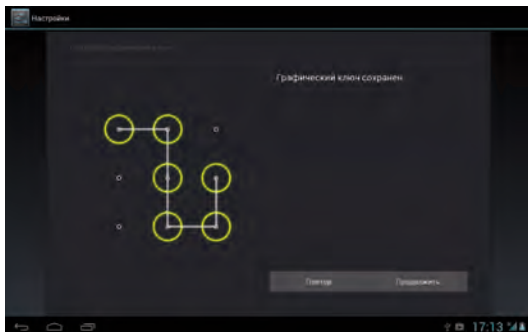 Настройки
Графический ключ сохранен
Повтор
Продолжить
17:13